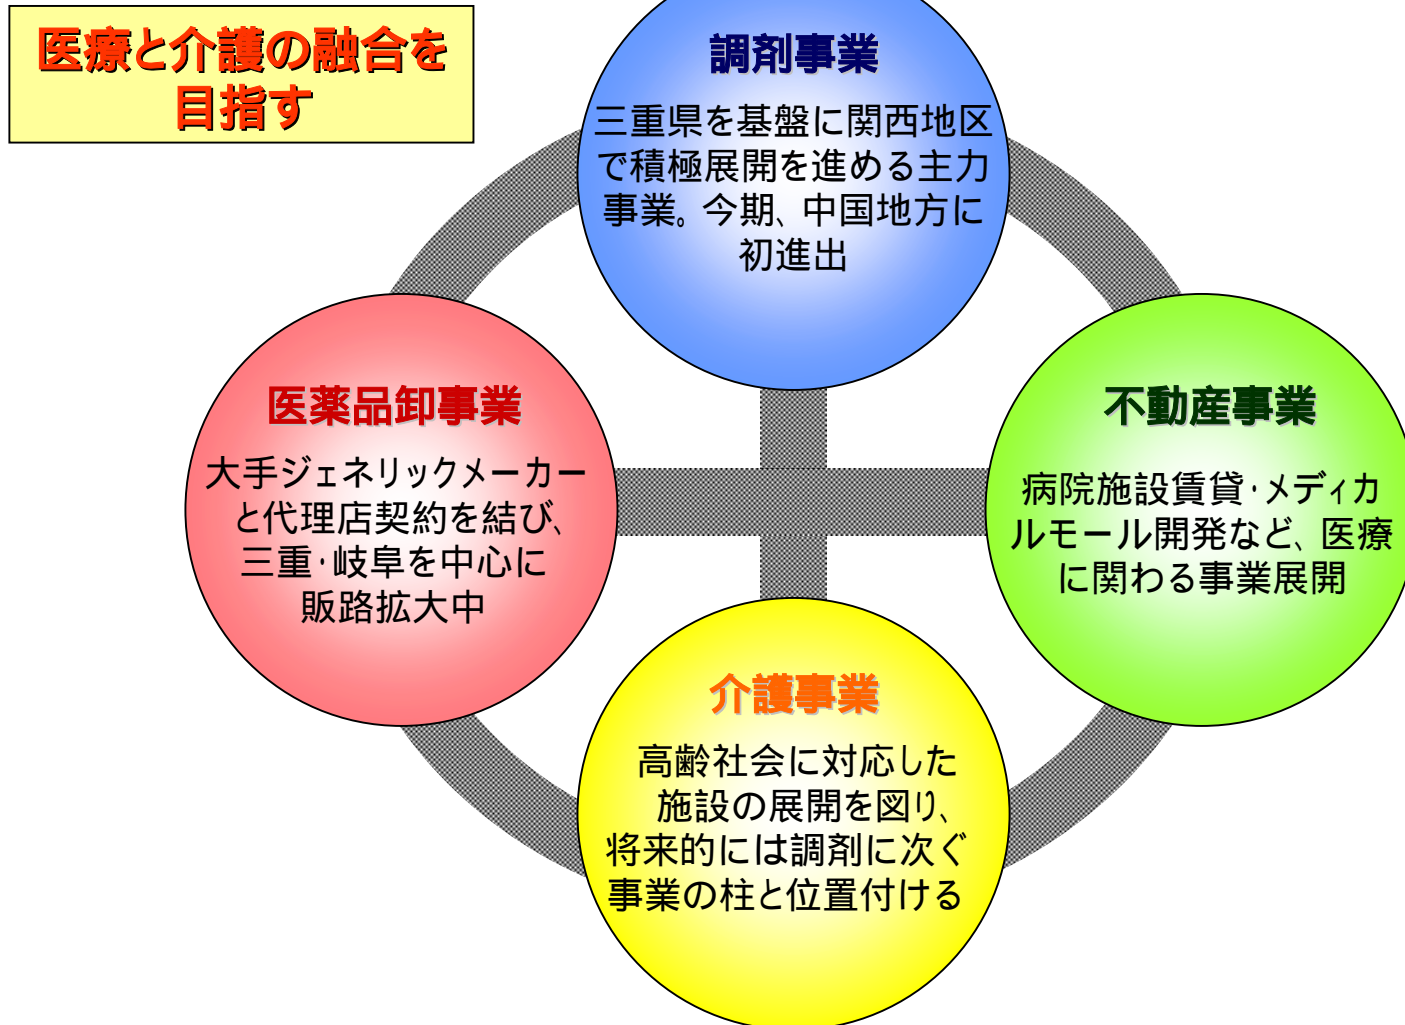 医療と介護の融合を
目指す
調剤事業
三重県を基盤に関西地区
で積極展開を進める主力
事業。今期、中国地方に
初進出
医薬品卸事業
大手ジェネリックメーカー
と代理店契約を結び、
三重・岐阜を中心に
販路拡大中
不動産事業
病院施設賃貸・メディカ
ルモール開発など、医療
に関わる事業展開
介護事業
高齢社会に対応した
施設の展開を図り、
将来的には調剤に次ぐ
事業の柱と位置付ける